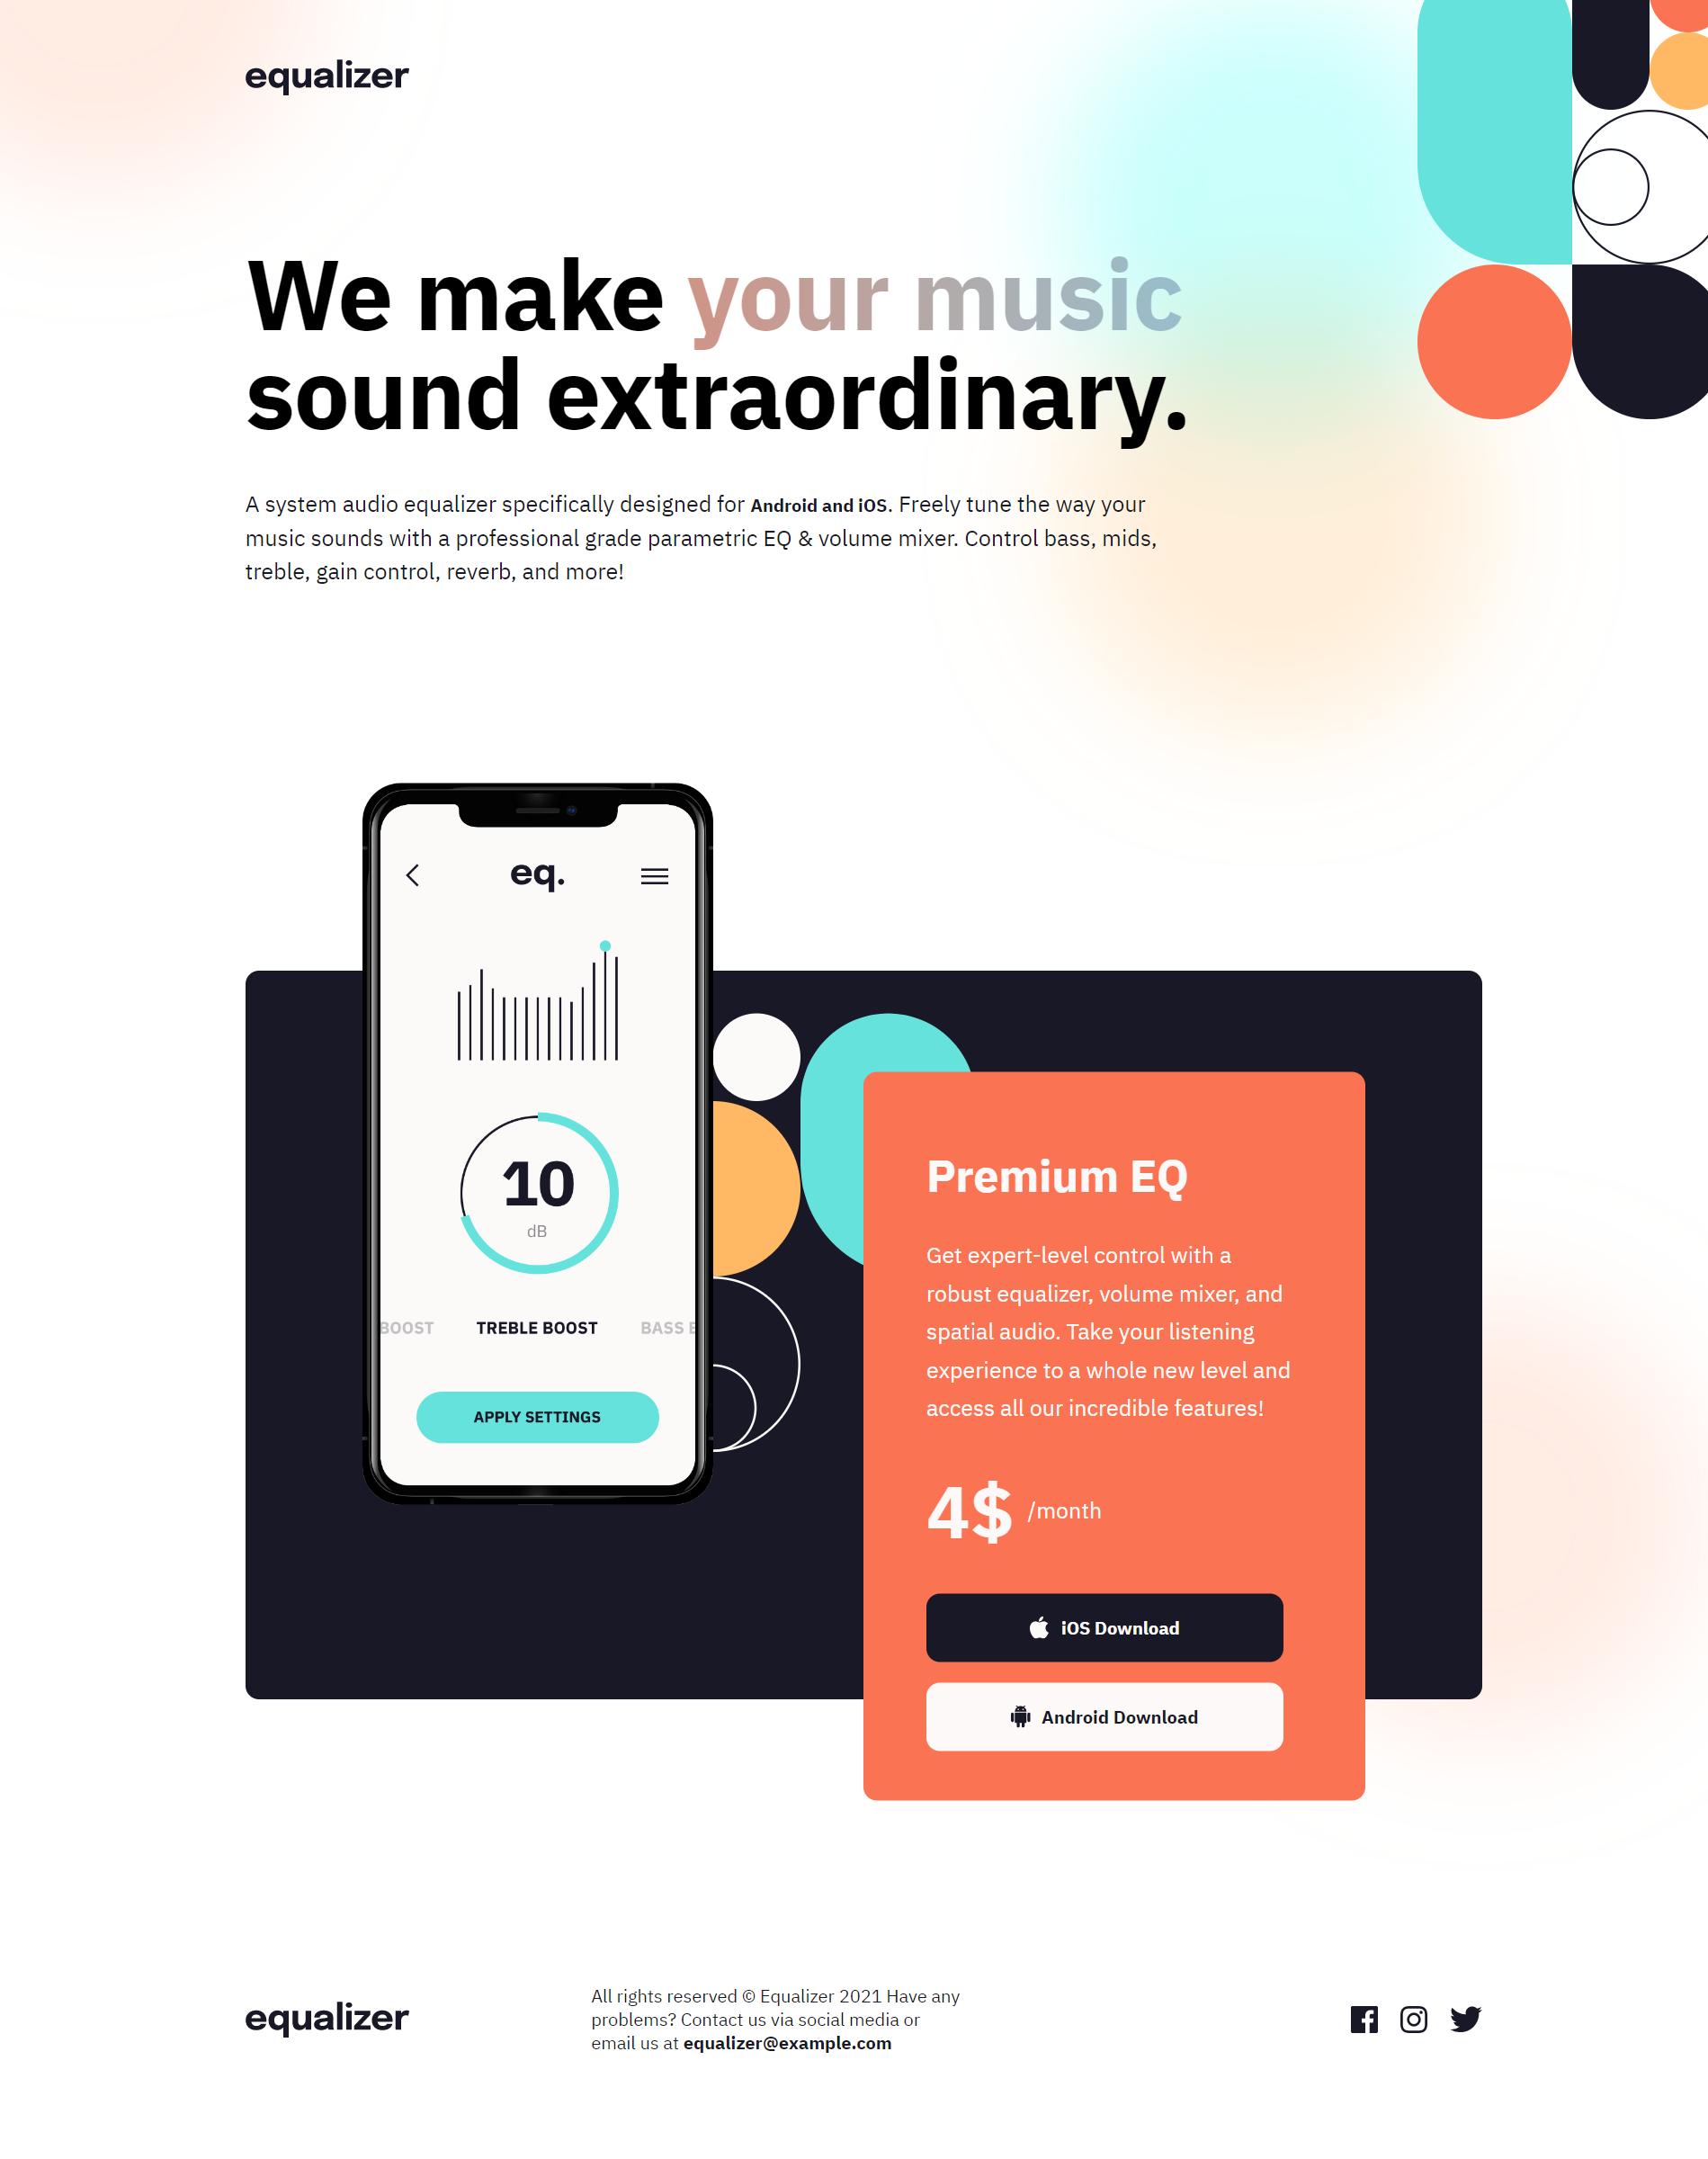 equalizer
We make your music
sound extraordinary.
A system audio equalizer specifically designed for Android and iOS. Freely tune the way your
music sounds with a professional grade parametric EQ & volume mixer. Control bass, mids,
treble, gain control, reverb, and more!
eq.
10
dB
BOOST TREBLE BOOST BASS
APPLY SETTINGS
Premium EQ
Get expert-level control with a
robust equalizer, volume mixer, and
spatial audio. Take your listening
experience to a whole new level and
access all our incredible features!
4$ /month
iOS Download
Android Download
equalizer
All rights reserved © Equalizer 2021 Have any
problems? Contact us via social media or
email us at equalizer@example.com